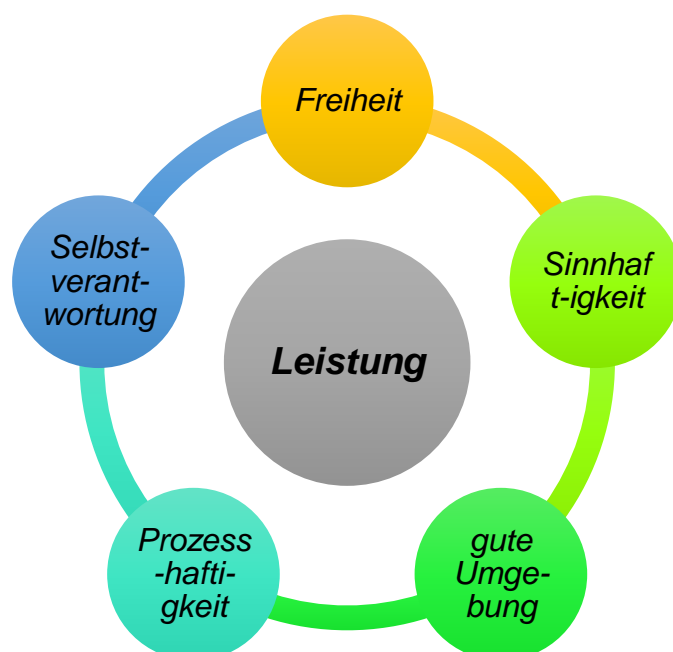 Freiheit
Selbst-
verant-
wortung
Sinnhaf
t-igkeit
Leistung
Prozess
-hafti-
gkeit
gute
Umge-
bung